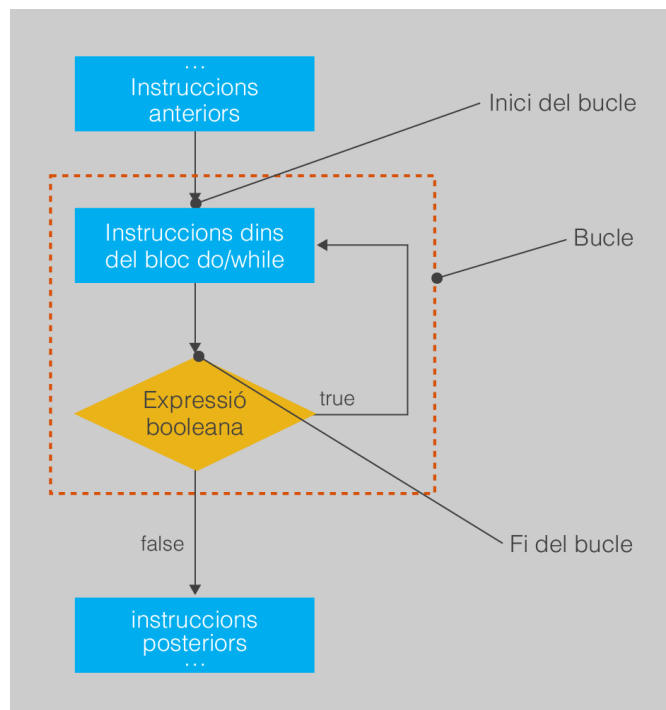 ...
Instruccions
anteriors
Inici del bucle
Instruccions dins
del bloc do/while
Bucle
Expressió
booleana
true
false
Fi del bucle
instruccions
posteriors
...